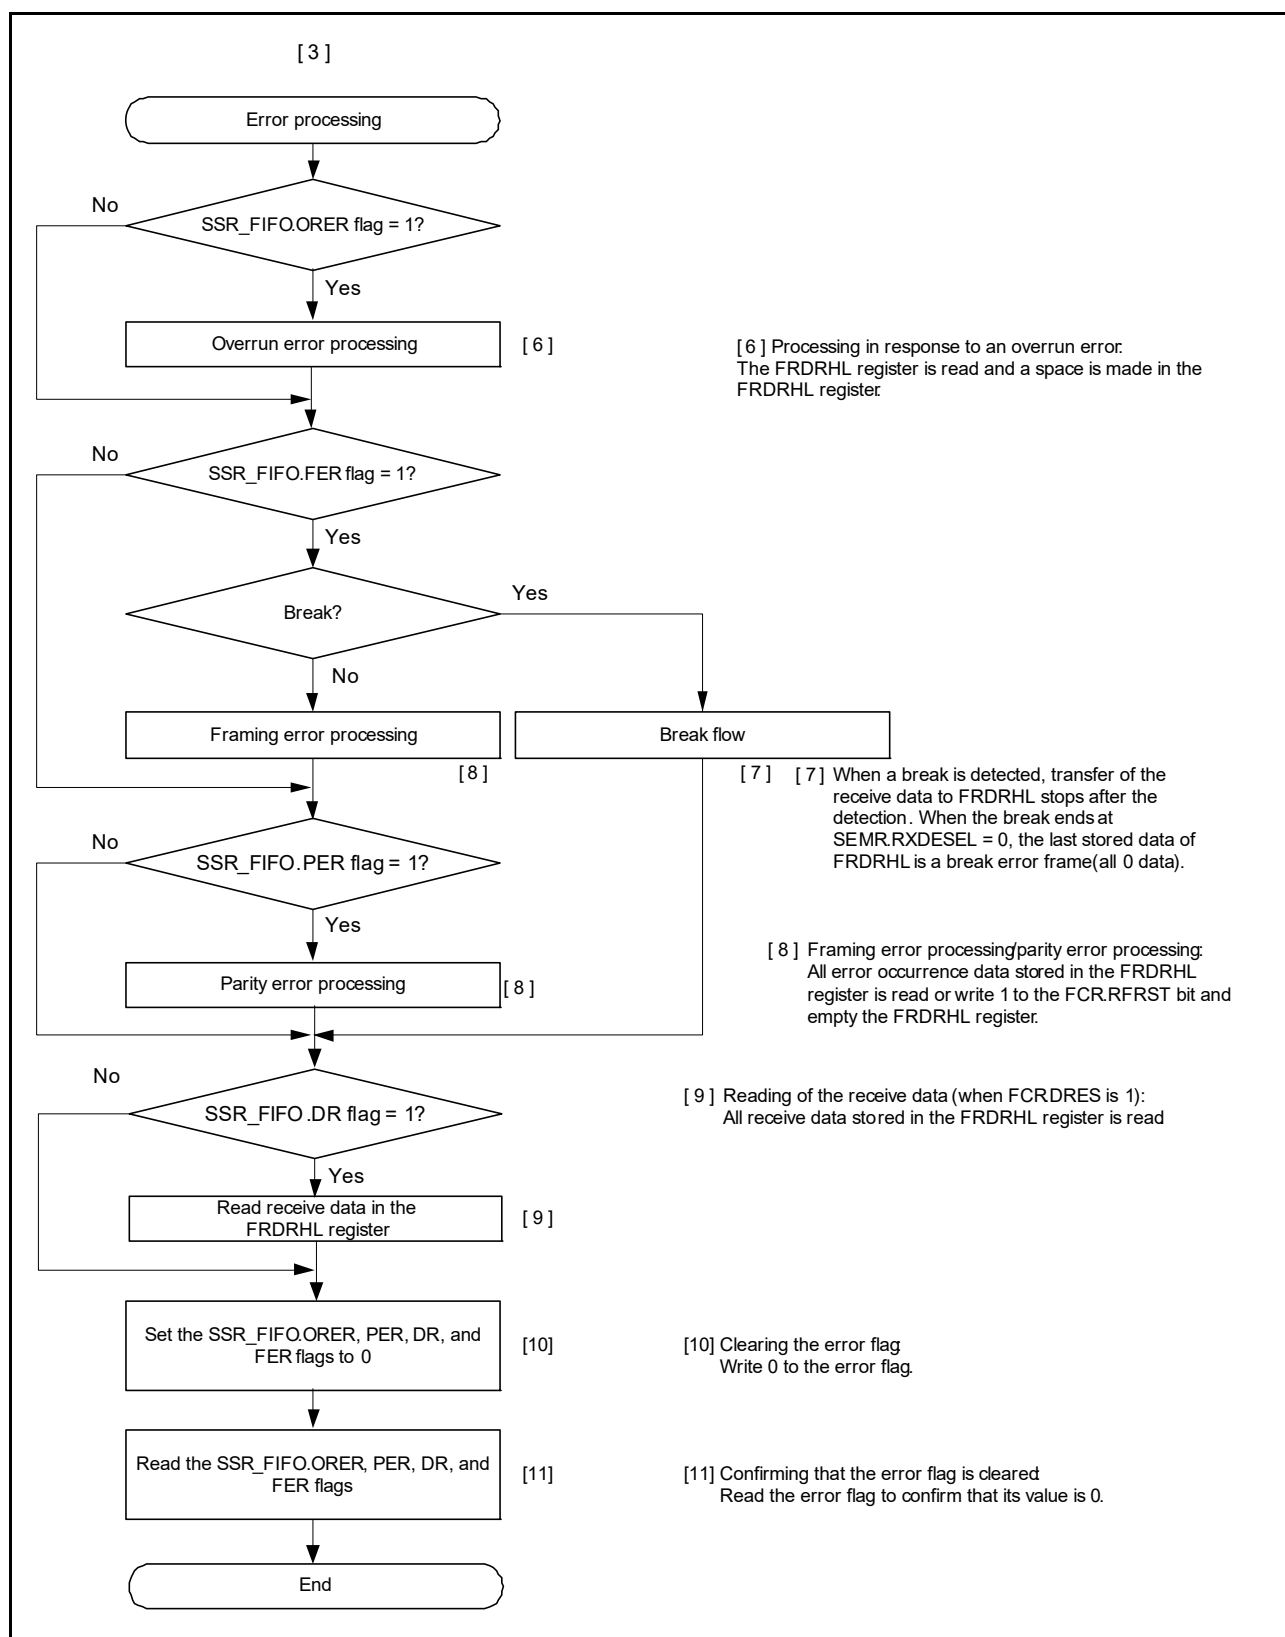 [ 3 ]
Error processing
No
SSR_FIFO.ORER flag = 1?
Yes
Overrun error processing
[ 6 ]
[ 6 ] Processing in response to an overrun error:
The FRDRHL register is read and a space is made in the
FRDRHL register.
No
SSR_FIFO.FER flag = 1?
Yes
Break?
Yes
No
Framing error processing
Break flow
[ 8 ]
[ 7 ]
[ 7 ] When a break is detected, transfer of the
receive data to FRDRHL stops after the
detection. When the break ends at
SEMR.RXDESEL = 0, the last stored data of
FRDRHL is a break error frame(all 0 data).
No
SSR_FIFO.PER flag = 1?
Yes
Parity error processing
[ 8 ]
[ 8 ] Framing error processing/parity error processing:
All error occurrence data stored in the FRDRHL
register is read or write 1 to the FCR.RFRST bit and
empty the FRDRHL register.
No
SSR_FIFO.DR flag = 1?
Yes
[ 9 ] Reading of the receive data (when FCR.DRES is 1):
All receive data stored in the FRDRHL register is read
Read receive data in the
FRDRHL register
[ 9 ]
Set the SSR_FIFO.ORER, PER, DR, and
FER flags to 0
[10]
[10] Clearing the error flag:
Write 0 to the error flag.
Read the SSR_FIFO.ORER, PER, DR, and
FER flags
[11]
[11] Confirming that the error flag is cleared:
Read the error flag to confirm that its value is 0.
End